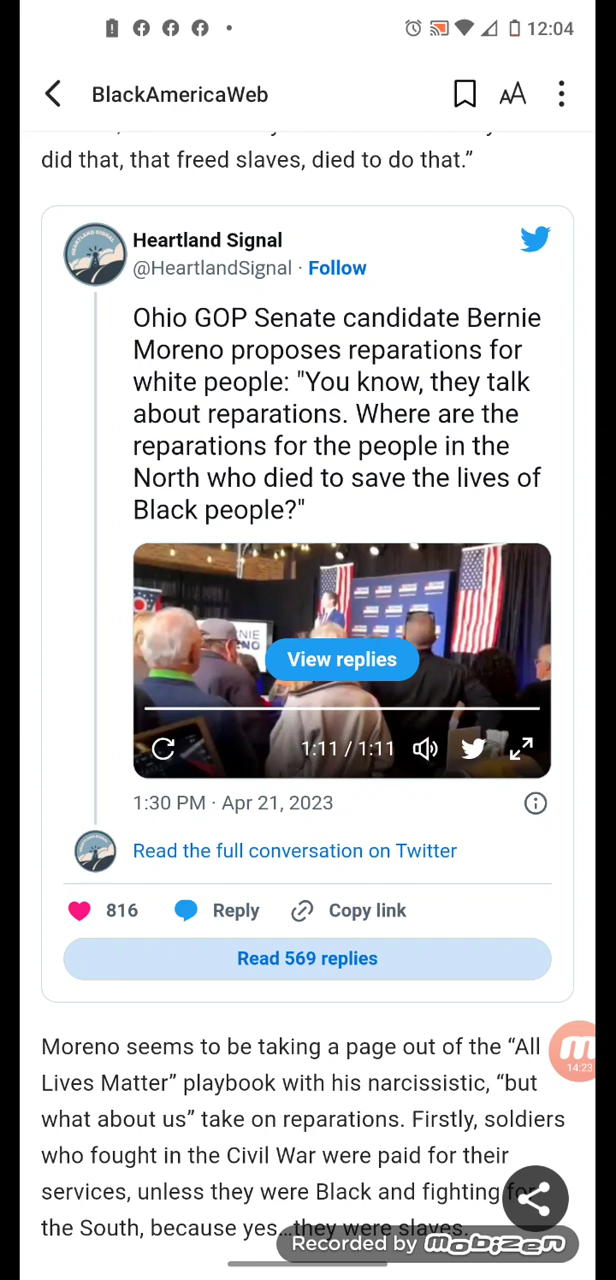 12:04
BlackAmericaWeb
AA
did that, that freed slaves, died to do that.”
Heartland Signal
@HeartlandSignal · Follow
Ohio GOP Senate candidate Bernie
Moreno proposes reparations for
white people: "You know, they talk
about reparations. Where are the
reparations for the people in the
North who died to save the lives of
Black people?"
View replies
1:11 / 1:11
1:30 PM · Apr 21, 2023
Read the full conversation on Twitter
816 Reply Copy link
Read 569 replies
Moreno seems to be taking a page out of the “All
Lives Matter” playbook with his narcissistic, “but
what about us” take on reparations. Firstly, soldiers
who fought in the Civil War were paid for their
services, unless they were Black and fighting for
the South, because yes…they were slaves.
14:23
Recorded by mobizen